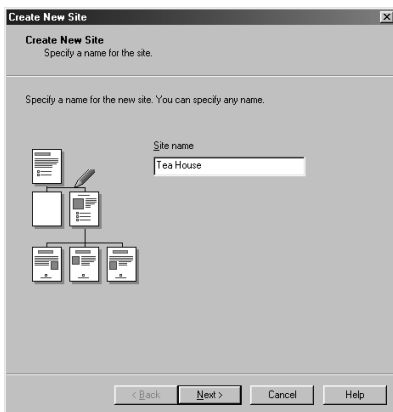 Create New Site
Create New Site
Specify a name for the site.
Specify a name for the new site. You can specify any name.
Site name
Tea House
< Back Next > Cancel Help